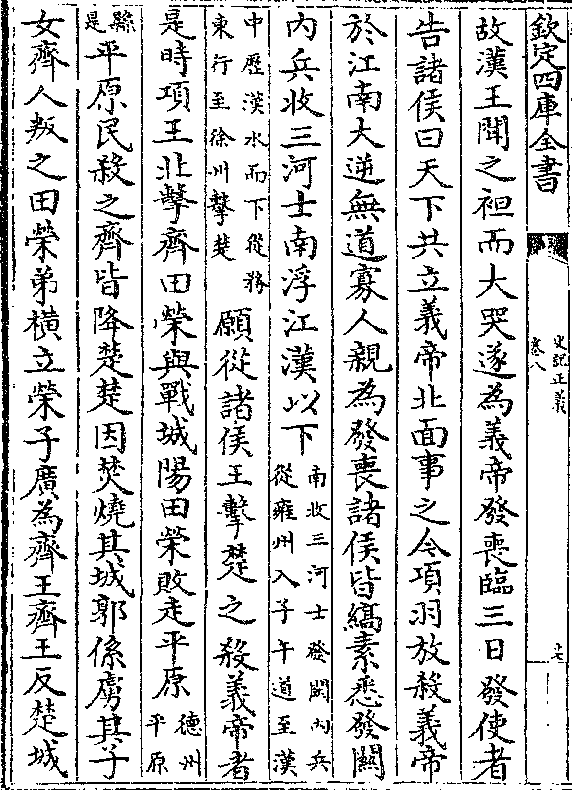 欽定四庫全書
史記正義
卷八
十七
故漢王聞之袒而大哭遂為義帝發喪臨三日發使者
告諸侯曰天下共立義帝北面事之今項羽放殺義帝
於江南大逆無道寡人親為發喪諸侯皆縞素悉發關
内兵收三河士南浮江漢以下
南收三河士發關内兵
從雍州入子午道至漢
中歷漢水而下從將
東行至徐州擊楚
願從諸侯王擊楚之殺義帝者
是時項王北擊齊田榮與戰城陽田榮敗走平原
德州
平原
縣
是
平原民殺之齊皆降楚楚因焚燒其城郭係虜其子
女齊人叛之田榮弟橫立榮子廣為齊王齊王反楚城